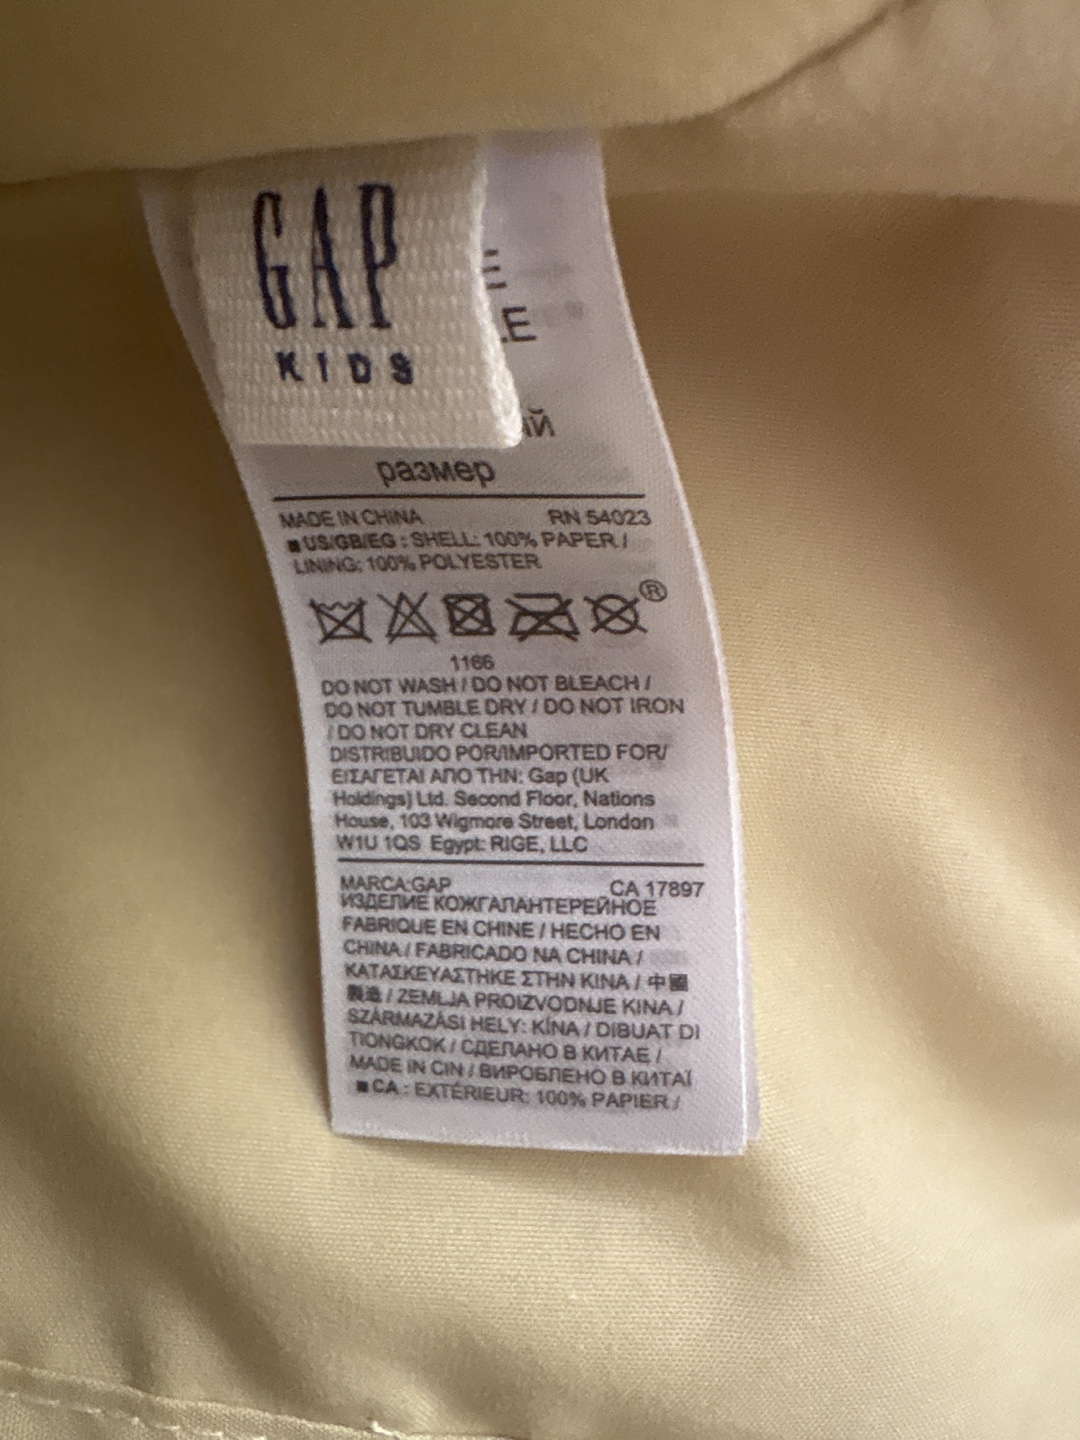 GAP
KIDS
размер
MADE IN CHINA RN 54023
■ US/GB/EG : SHELL: 100% PAPER /
LINING: 100% POLYESTER
®
1166
DO NOT WASH / DO NOT BLEACH /
DO NOT TUMBLE DRY / DO NOT IRON
/ DO NOT DRY CLEAN
DISTRIBUIDO POR/IMPORTED FOR/
ΕΙΣΑΓΕΤΑΙ ΑΠΟ ΤΗΝ: Gap (UK
Holdings) Ltd. Second Floor, Nations
House, 103 Wigmore Street, London
W1U 1QS Egypt: RIGE, LLC
MARCA:GAP CA 17897
ИЗДЕЛИЕ КОЖГАЛАНТЕРЕЙНОЕ
FABRIQUE EN CHINE / HECHO EN
CHINA / FABRICADO NA CHINA /
ΚΑΤΑΣΚΕΥΑΣΤΗΚΕ ΣΤΗΝ ΚΙΝΑ / 中國
製造 / ZEMLJA PROIZVODNJE KINA /
SZÁRMAZÁSI HELY: KÍNA / DIBUAT DI
TIONGKOK / СДЕЛАНО В КИТАЕ /
MADE IN CIN / ВИРОБЛЕНО В КИТАЇ
■ CA : EXTÉRIEUR: 100% PAPIER /